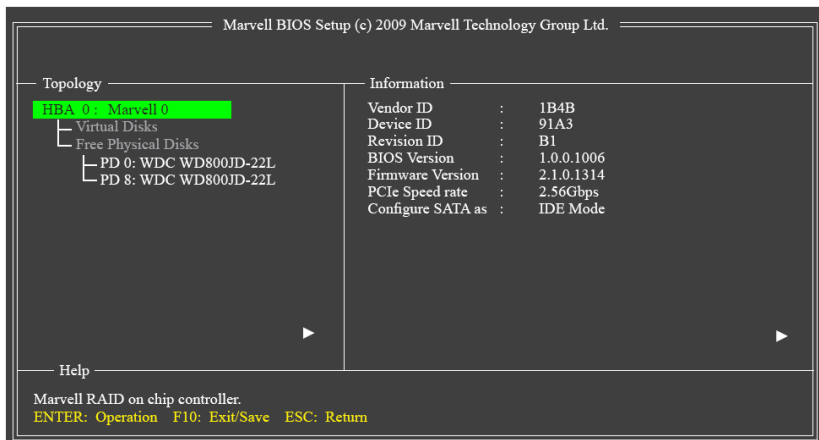 Marvell BIOS Setup (c) 2009 Marvell Technology Group Ltd.
Topology
HBA 0 : Marvell 0
Virtual Disks
Free Physical Disks
PD 0: WDC WD800JD-22L
PD 8: WDC WD800JD-22L
Information
Vendor ID : 1B4B
Device ID : 91A3
Revision ID : B1
BIOS Version : 1.0.0.1006
Firmware Version : 2.1.0.1314
PCIe Speed rate : 2.56Gbps
Configure SATA as : IDE Mode
Help
Marvell RAID on chip controller.
ENTER: Operation F10: Exit/Save ESC: Return